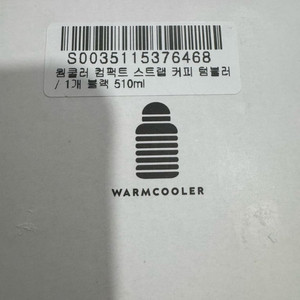 S0035115376468
웜쿨러 컴팩트 스트랩 커피 텀블러
/ 1개 블랙 510ml
WARMCOOLER